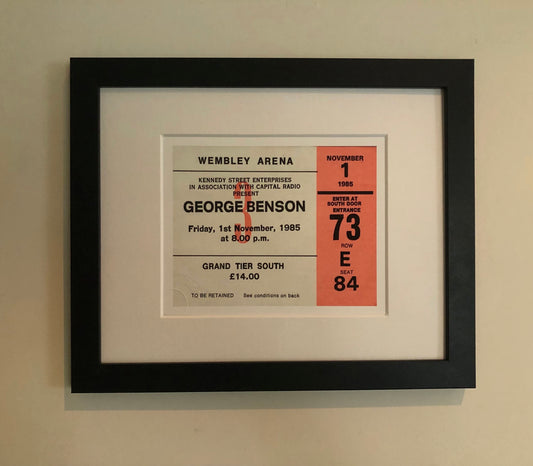 WEMBLEY ARENA
KENNEDY STREET ENTERPRISES
IN ASSOCIATION WITH CAPITAL RADIO
PRESENT
3
GEORGE BENSON
Friday, 1st November, 1985
at 8.00 p.m.
GRAND TIER SOUTH
£14.00
TO BE RETAINED See conditions on back
NOVEMBER
1
1985
ENTER AT
SOUTH DOOR
ENTRANCE
73
ROW
E
SEAT
84